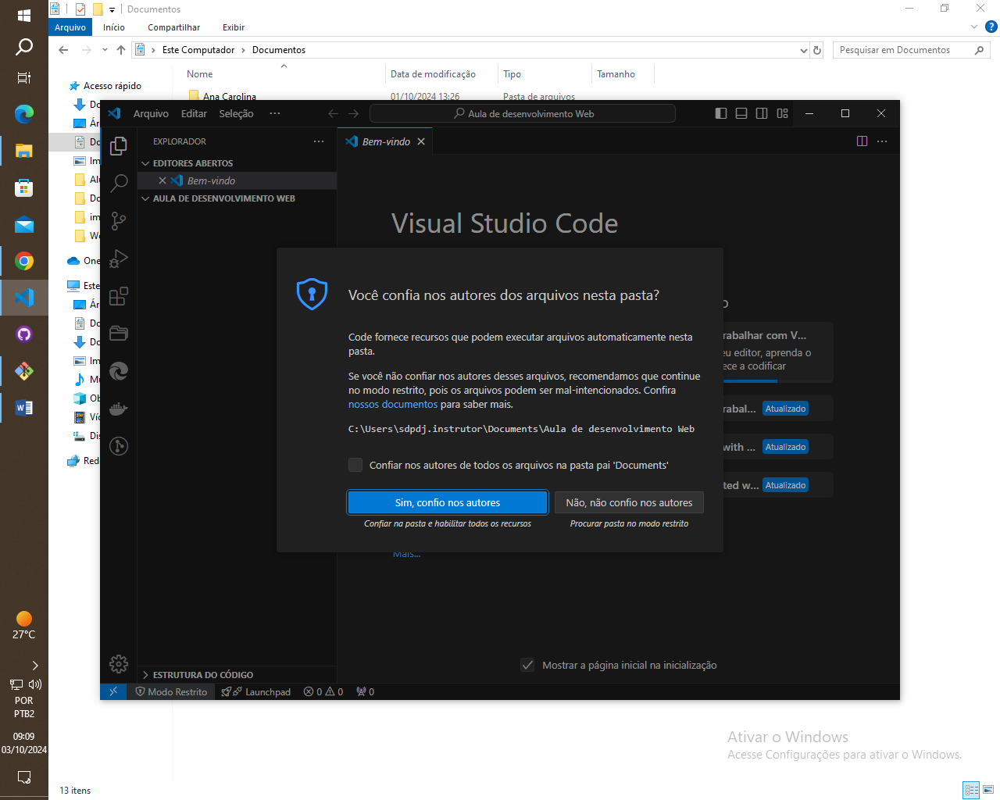 Documentos
Arquivo
Início
Compartilhar
Exibir
Este Computador
Documentos
Pesquisar em Documentos
Acesso rápido
Nome
Data de modificação
Tipo
Tamanho
Ana Carolina
01/10/2024 13:26
Pasta de arquivos
Do
Ár
Do
Im
Alu
Do
im
We
One
Este
Ár
Do
Do
Im
Mú
Ob
Víc
Dis
Rede
Arquivo
Editar
Seleção
Aula de desenvolvimento Web
EXPLORADOR
Bem-vindo
EDITORES ABERTOS
Bem-vindo
AULA DE DESENVOLVIMENTO WEB
Visual Studio Code
Você confia nos autores dos arquivos nesta pasta?
Code fornece recursos que podem executar arquivos automaticamente nesta
pasta.
Se você não confiar nos autores desses arquivos, recomendamos que continue
no modo restrito, pois os arquivos podem ser mal-intencionados. Confira
nossos documentos para saber mais.
C:\Users\sdpdj.instrutor\Documents\Aula de desenvolvimento Web
Confiar nos autores de todos os arquivos na pasta pai 'Documents'
Sim, confio nos autores
Não, não confio nos autores
Confiar na pasta e habilitar todos os recursos
Procurar pasta no modo restrito
o
rabalhar com V...
eu editor, aprenda o
ece a codificar
rabal...
Atualizado
with ...
Atualizado
ted w...
Atualizado
Mais...
Mostrar a página inicial na inicialização
ESTRUTURA DO CÓDIGO
Modo Restrito
Launchpad
0
0
0
27°C
POR
PTB2
09:09
03/10/2024
Ativar o Windows
Acesse Configurações para ativar o Windows.
13 itens